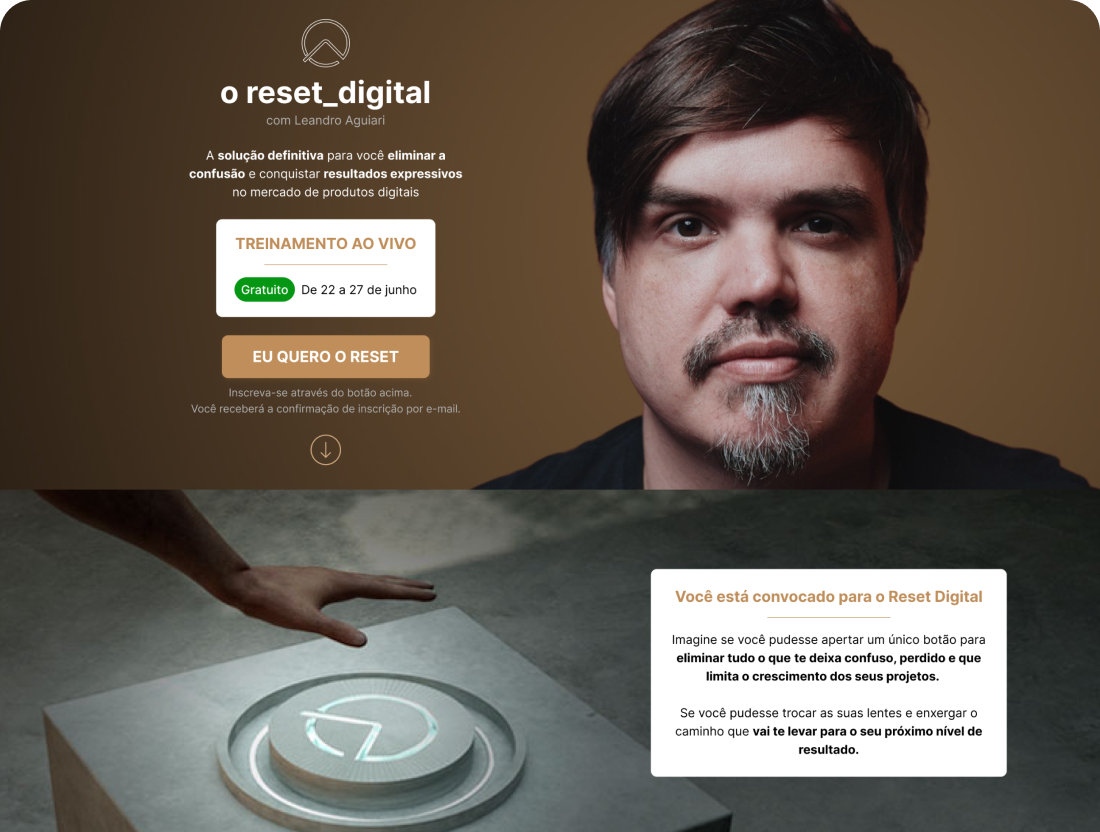 o reset_digital
com Leandro Aguiari
A solução definitiva para você eliminar a
confusão e conquistar resultados expressivos
no mercado de produtos digitais
TREINAMENTO AO VIVO
Gratuito De 22 a 27 de junho
EU QUERO O RESET
Inscreva-se através do botão acima.
Você receberá a confirmação de inscrição por e-mail.
Você está convocado para o Reset Digital
Imagine se você pudesse apertar um único botão para
eliminar tudo o que te deixa confuso, perdido e que
limita o crescimento dos seus projetos.
Se você pudesse trocar as suas lentes e enxergar o
caminho que vai te levar para o seu próximo nível de
resultado.